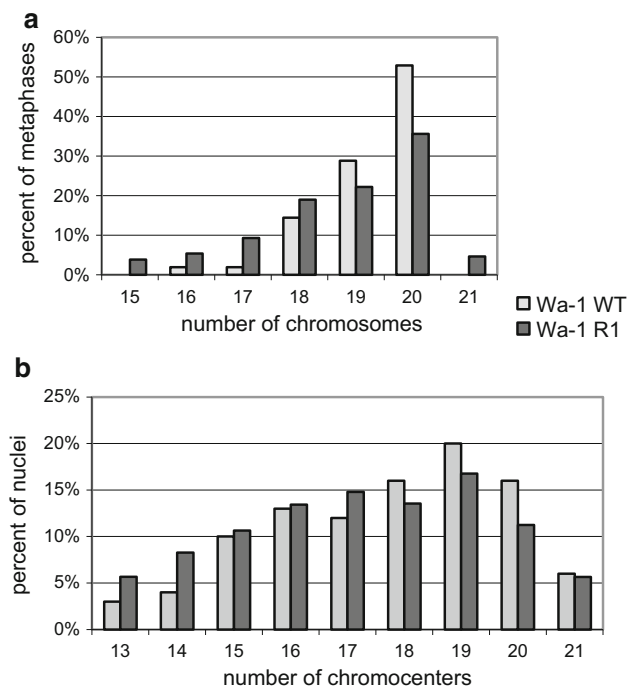 a
60%
50%
40%
30%
20%
10%
0%
percent of metaphases
15 16 17 18 19 20 21
number of chromosomes
Wa-1 WT
Wa-1 R1
b
25%
20%
15%
10%
5%
0%
percent of nuclei
13 14 15 16 17 18 19 20 21
number of chromocenters